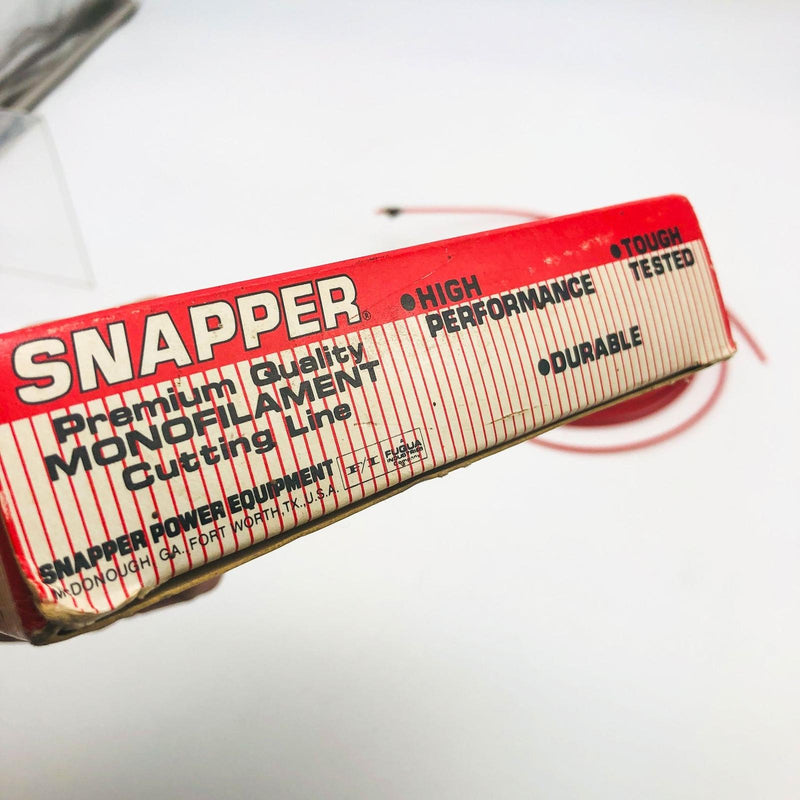 SNAPPER®
Premium Quality
MONOFILAMENT
Cutting Line
SNAPPER POWER EQUIPMENT
McDONOUGH, GA., FORT WORTH, TX., U.S.A.
F/I
A
FUQUA
INDUSTRIES
●HIGH
PERFORMANCE
●DURABLE
●TOUGH
TESTED